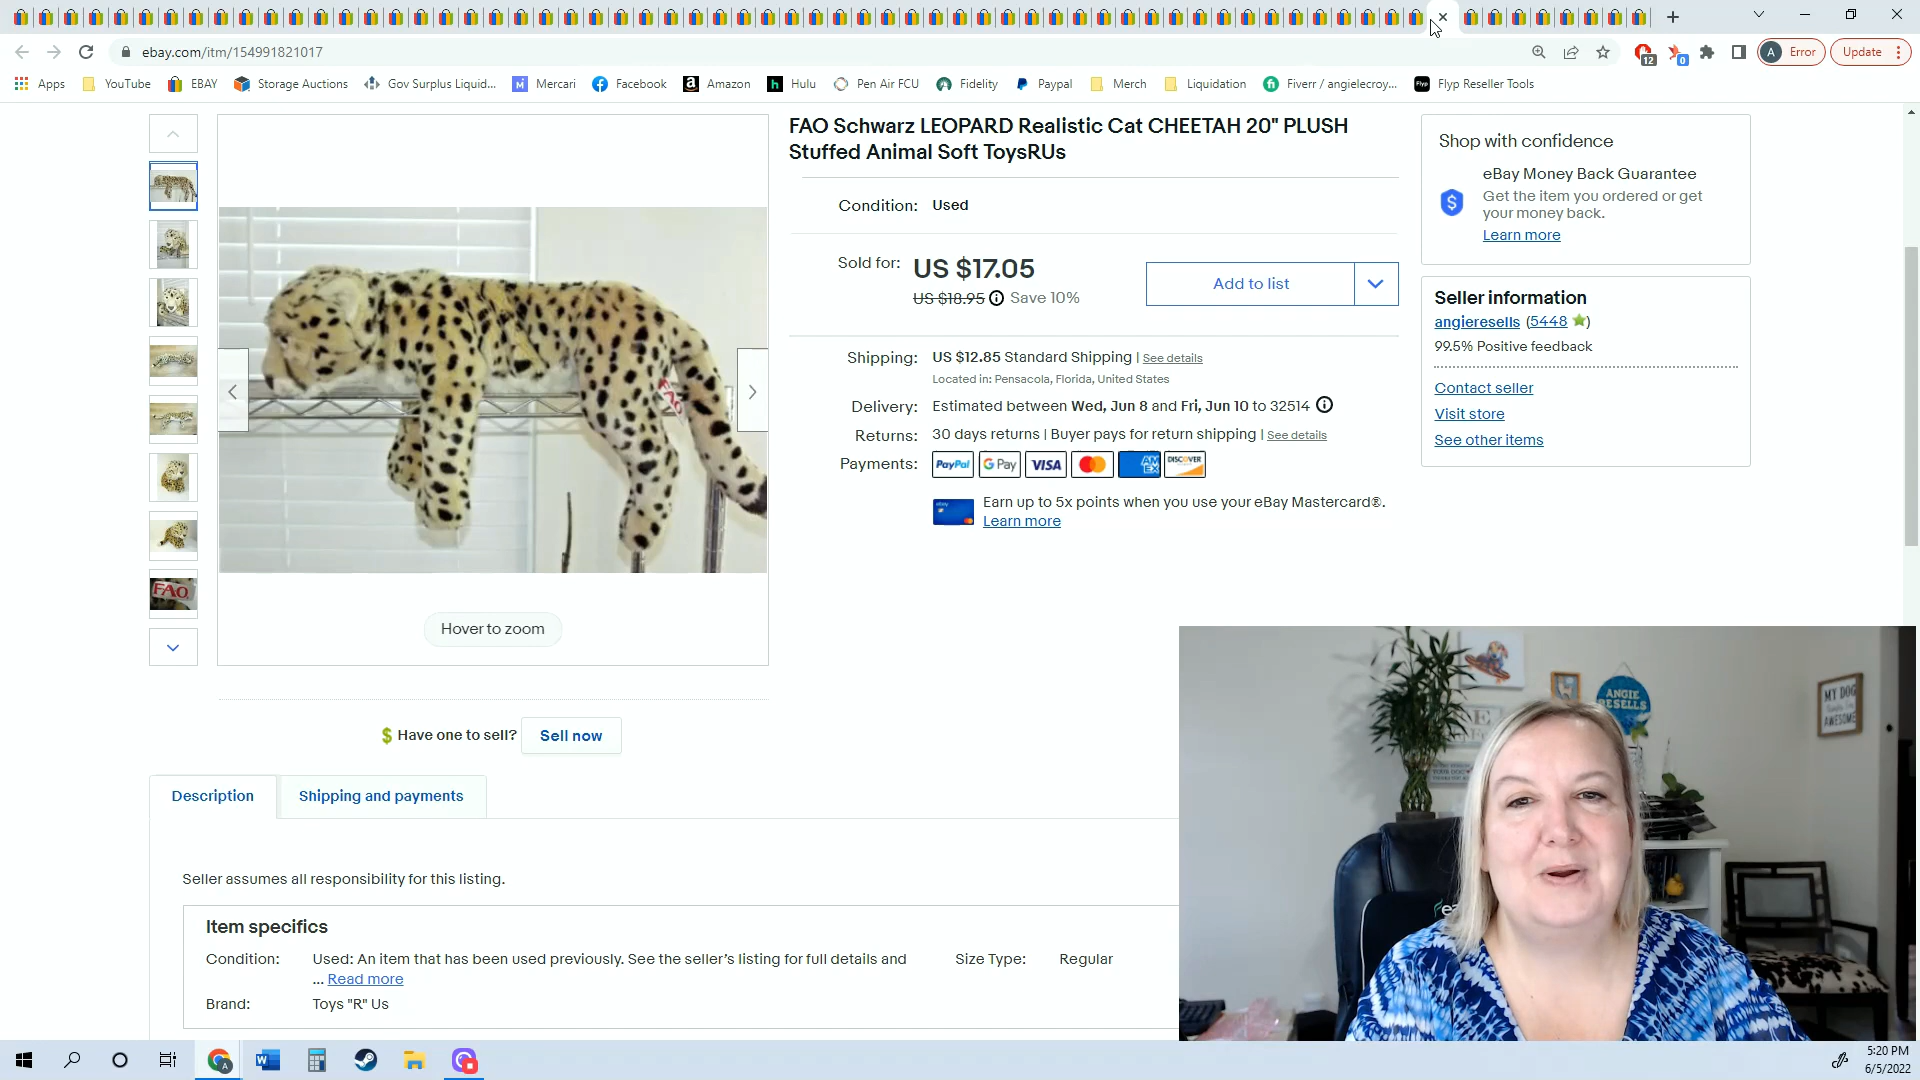 ebay.com/itm/154991821017
12
0
A
Error
Update
Apps
YouTube
EBAY
Storage Auctions
Gov Surplus Liquid...
Mercari
Facebook
Amazon
Hulu
Pen Air FCU
Fidelity
Paypal
Merch
Liquidation
Fiverr / angielecroy...
Flyp Reseller Tools
FAO Schwarz LEOPARD Realistic Cat CHEETAH 20" PLUSH
Stuffed Animal Soft ToysRUs
Condition: Used
Sold for: US $17.05
US $18.95 Save 10%
Add to list
Shipping: US $12.85 Standard Shipping | See details
Located in: Pensacola, Florida, United States
Delivery: Estimated between Wed, Jun 8 and Fri, Jun 10 to 32514
Returns: 30 days returns | Buyer pays for return shipping | See details
Payments: PayPal G Pay VISA AMEX DISCOVER
Earn up to 5x points when you use your eBay Mastercard®.
Learn more
Shop with confidence
eBay Money Back Guarantee
Get the item you ordered or get
your money back.
Learn more
Seller information
angieresells (5448)
99.5% Positive feedback
Contact seller
Visit store
See other items
FAO
FAO
Hover to zoom
Have one to sell? Sell now
Description
Shipping and payments
Seller assumes all responsibility for this listing.
Item specifics
Condition: Used: An item that has been used previously. See the seller's listing for full details and
... Read more
Size Type: Regular
Brand: Toys "R" Us
ANGIE
RESELLS
MY DOG
AWESOME
5:20 PM
6/5/2022